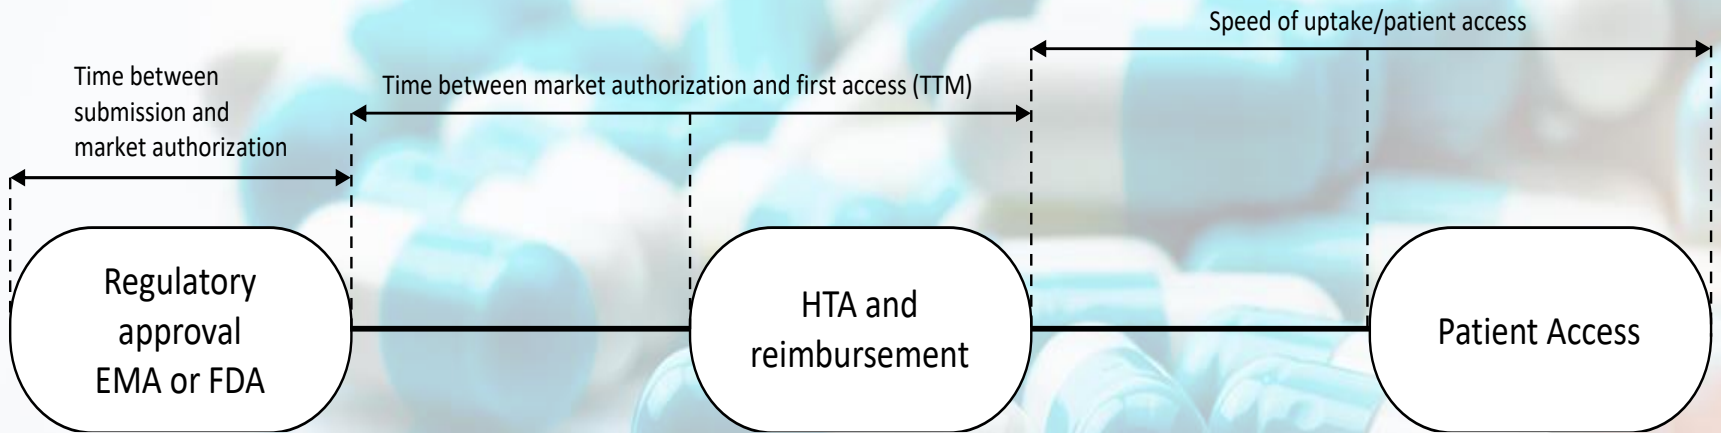 Speed of uptake/patient access
Time between
submission and
market authorization
Time between market authorization and first access (TTM)
Regulatory
approval
EMA or FDA
HTA and
reimbursement
Patient Access